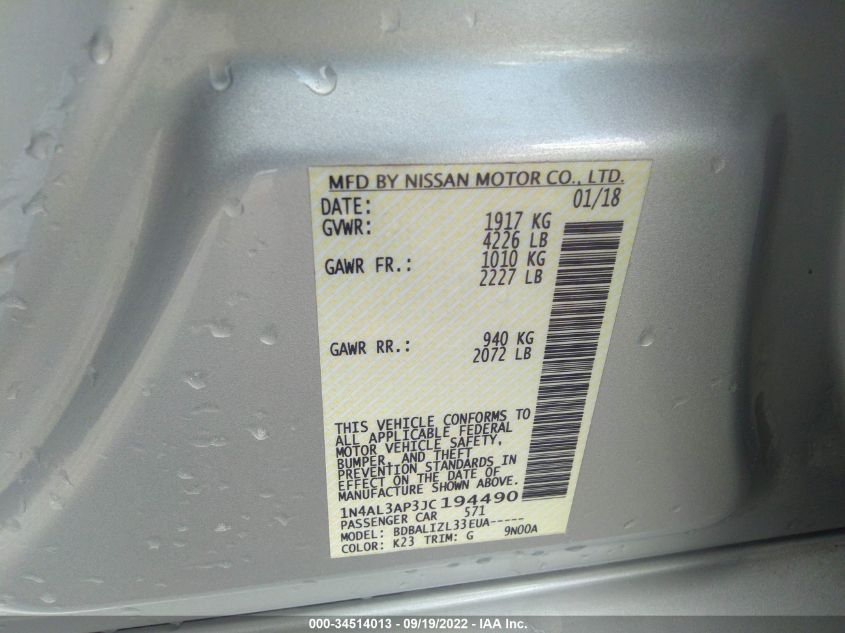 MFD BY NISSAN MOTOR CO., LTD.
DATE: 01/18
GVWR: 1917 KG
4226 LB
GAWR FR.: 1010 KG
2227 LB
GAWR RR.: 940 KG
2072 LB
THIS VEHICLE CONFORMS TO
ALL APPLICABLE FEDERAL
MOTOR VEHICLE SAFETY,
BUMPER, AND THEFT
PREVENTION STANDARDS IN
EFFECT ON THE DATE OF
MANUFACTURE SHOWN ABOVE.
1N4AL3AP3JC194490
PASSENGER CAR 571
MODEL: BDBALIZL33EUA-----
COLOR: K23 TRIM: G 9N00A
000-34514013 - 09/19/2022 - IAA Inc.